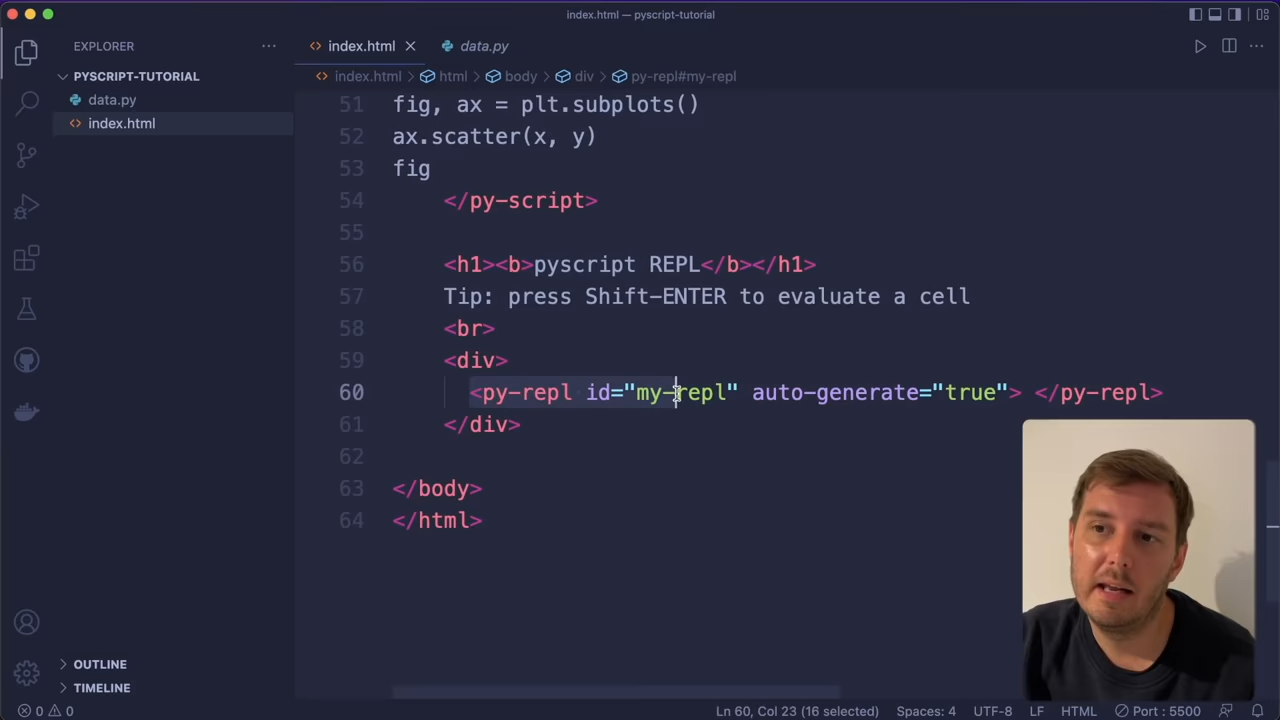 index.html — pyscript-tutorial
EXPLORER
index.html
data.py
PYSCRIPT-TUTORIAL
data.py
index.html
index.html
html
body
div
py-repl#my-repl
51 fig, ax = plt.subplots()
52 ax.scatter(x, y)
53 fig
54 </py-script>
55
56 <h1><b>pyscript REPL</b></h1>
57 Tip: press Shift-ENTER to evaluate a cell
58 <br>
59 <div>
60 <py-repl id="my-repl" auto-generate="true"> </py-repl>
61 </div>
62
63 </body>
64 </html>
OUTLINE
TIMELINE
0 0
Ln 60, Col 23 (16 selected)
Spaces: 4
UTF-8
LF
HTML
Port : 5500